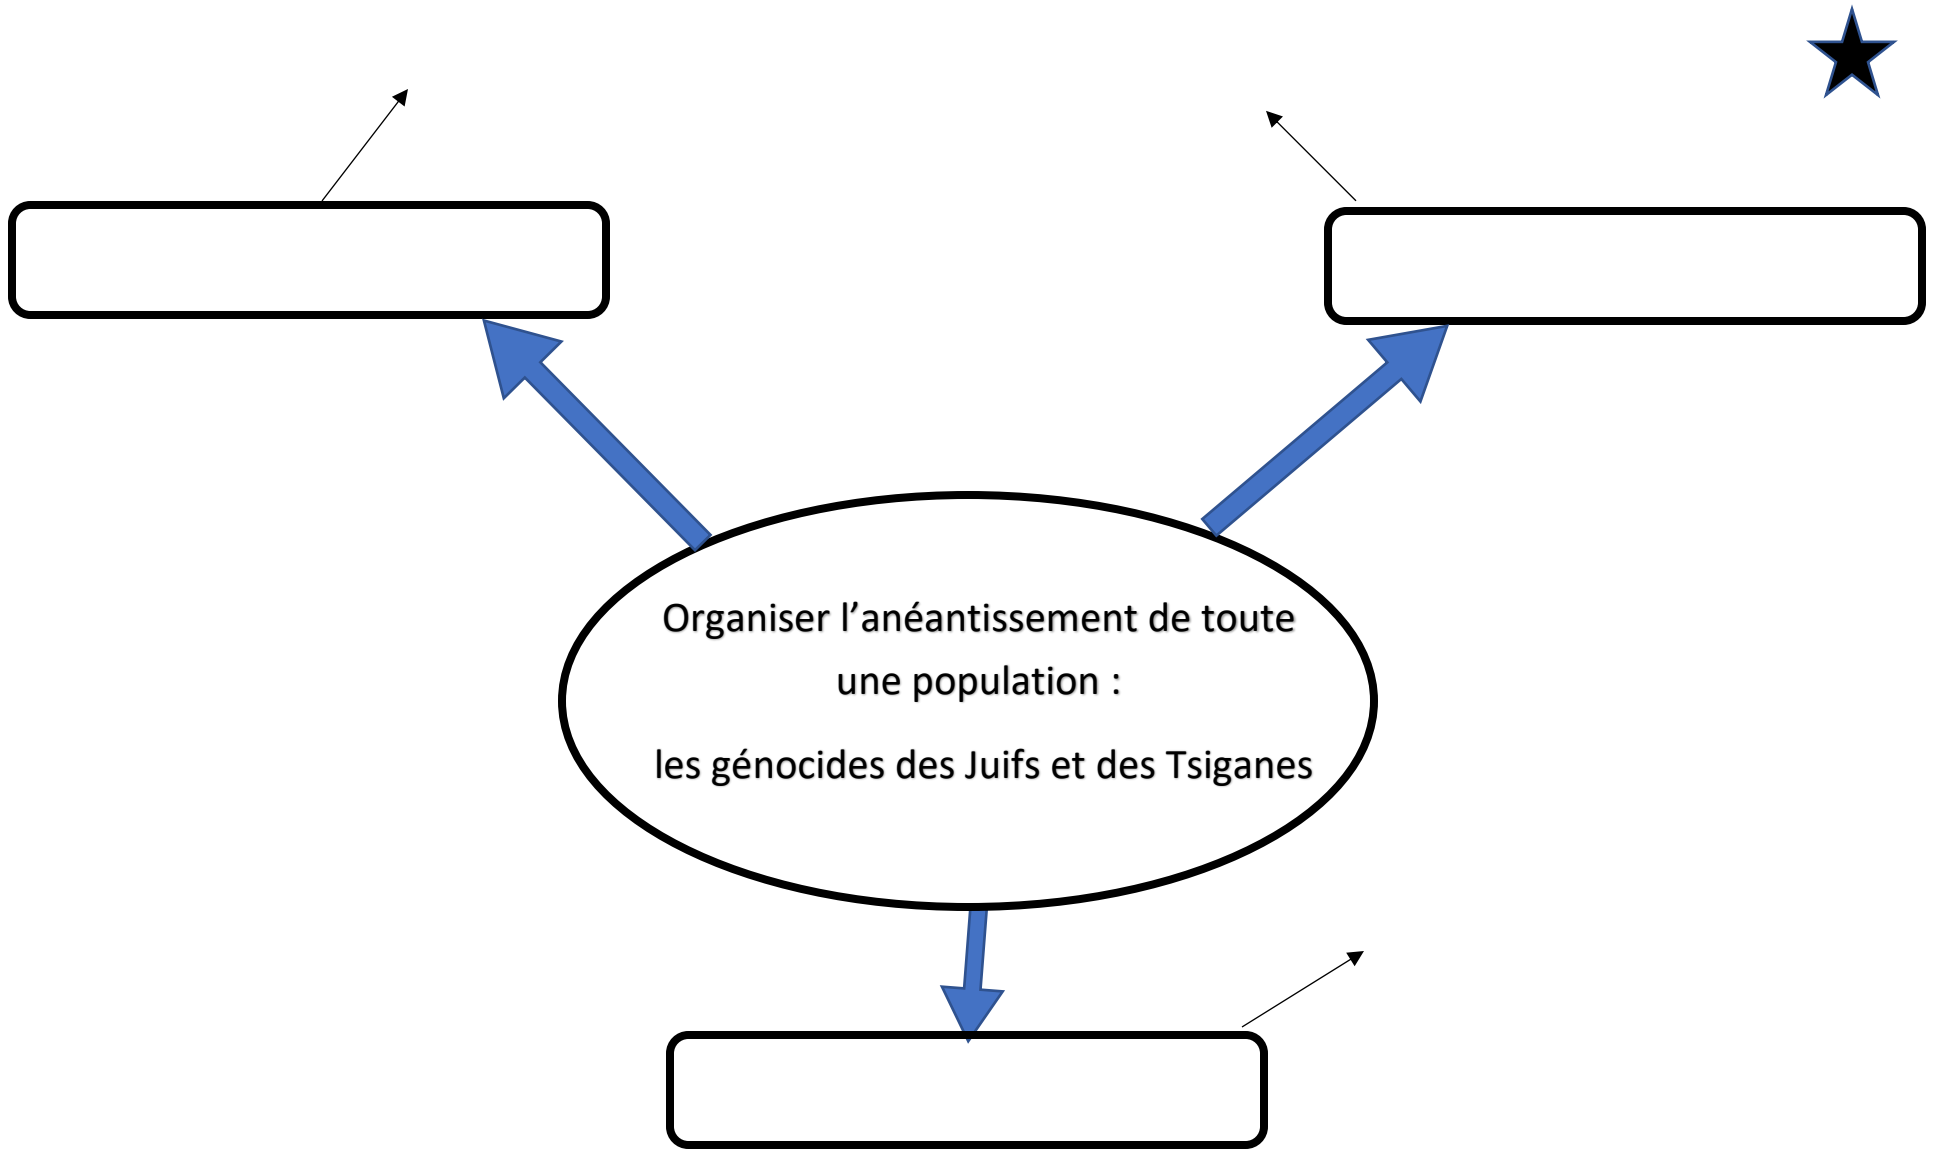 Organiser l’anéantissement de toute
une population :
les génocides des Juifs et des Tsiganes